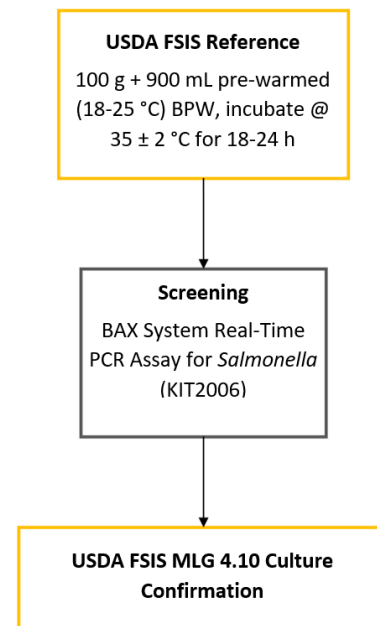 USDA FSIS Reference
100 g + 900 mL pre-warmed
(18-25 °C) BPW, incubate @
35 ± 2 °C for 18-24 h
Screening
BAX System Real-Time
PCR Assay for Salmonella
(KIT2006)
USDA FSIS MLG 4.10 Culture
Confirmation